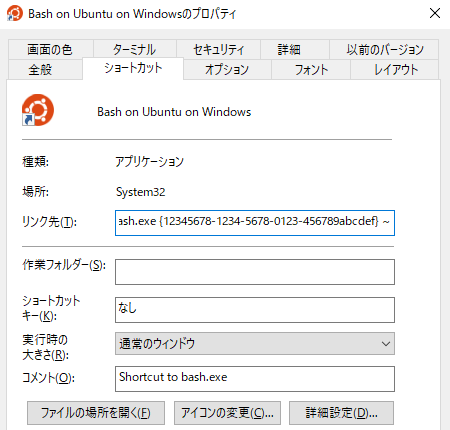 Bash on Ubuntu on Windowsのプロパティ
画面の色 ターミナル セキュリティ 詳細 以前のバージョン
全般 ショートカット オプション フォント レイアウト
Bash on Ubuntu on Windows
種類: アプリケーション
場所: System32
リンク先(T): ash.exe {12345678-1234-5678-0123-456789abcdef} ~
作業フォルダー(S):
ショートカット
キー(K): なし
実行時の
大きさ(R): 通常のウィンドウ
コメント(O): Shortcut to bash.exe
ファイルの場所を開く(F) アイコンの変更(C)... 詳細設定(D)...